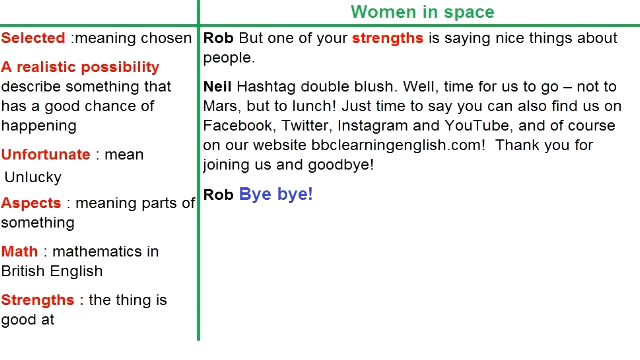 Women in space
Selected :meaning chosen
A realistic possibility
describe something that
has a good chance of
happening
Unfortunate : mean
Unlucky
Aspects : meaning parts of
something
Math : mathematics in
British English
Strengths : the thing is
good at
Rob But one of your strengths is saying nice things about
people.
Neil Hashtag double blush. Well, time for us to go – not to
Mars, but to lunch! Just time to say you can also find us on
Facebook, Twitter, Instagram and YouTube, and of course
on our website bbclearningenglish.com!  Thank you for
joining us and goodbye!
Rob Bye bye!